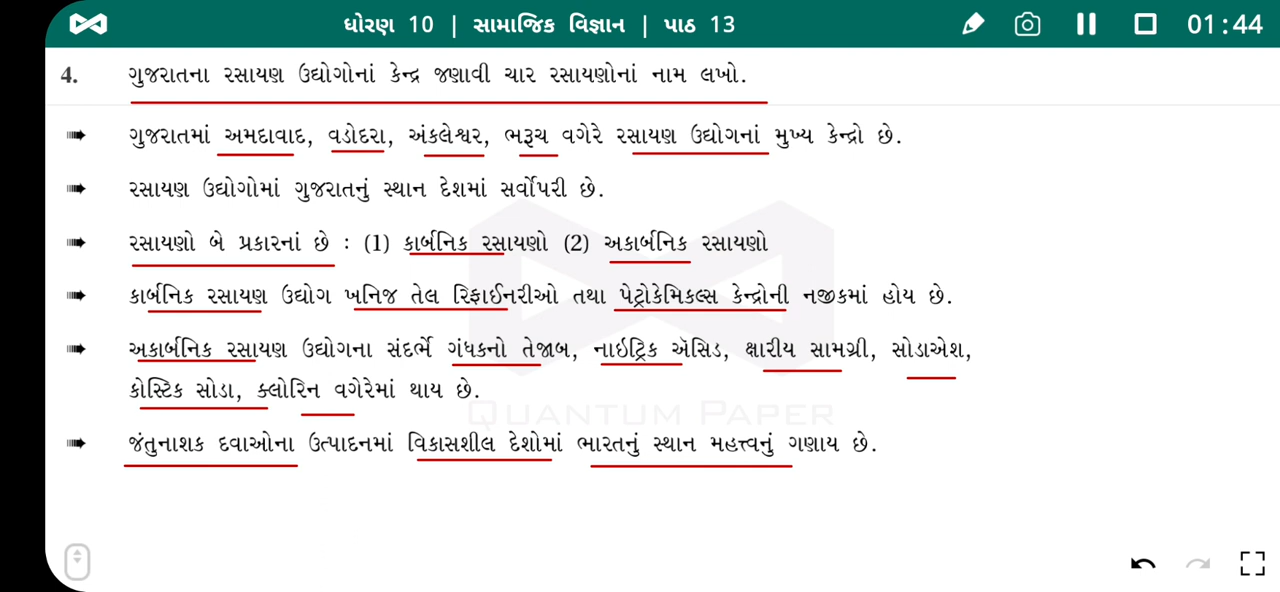 ધોરણ 10 | સામાજિક વિજ્ઞાન | પાઠ 13
01:44
4. ગુજરાતના રસાયણ ઉદ્યોગોનાં કેન્દ્ર જણાવી ચાર રસાયણોનાં નામ લખો.
➠ ગુજરાતમાં અમદાવાદ, વડોદરા, અંકલેશ્વર, ભરૂચ વગેરે રસાયણ ઉદ્યોગનાં મુખ્ય કેન્દ્રો છે.
➠ રસાયણ ઉદ્યોગોમાં ગુજરાતનું સ્થાન દેશમાં સર્વોપરી છે.
➠ રસાયણો બે પ્રકારનાં છે : (1) કાર્બનિક રસાયણો (2) અકાર્બનિક રસાયણો
➠ કાર્બનિક રસાયણ ઉદ્યોગ ખનિજ તેલ રિફાઈનરીઓ તથા પેટ્રોકેમિકલ્સ કેન્દ્રોની નજીકમાં હોય છે.
➠ અકાર્બનિક રસાયણ ઉદ્યોગના સંદર્ભે ગંધકનો તેજાબ, નાઇટ્રિક ઍસિડ, ક્ષારીય સામગ્રી, સોડાએશ,
કોસ્ટિક સોડા, ક્લોરિન વગેરેમાં થાય છે.
QUANTUM PAPER
➠ જંતુનાશક દવાઓના ઉત્પાદનમાં વિકાસશીલ દેશોમાં ભારતનું સ્થાન મહત્ત્વનું ગણાય છે.